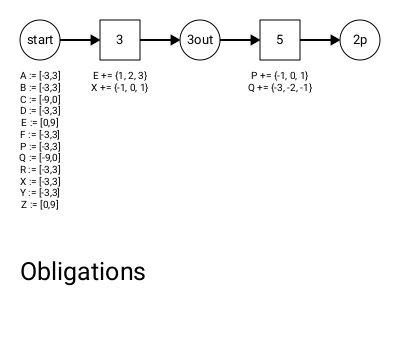 start 3 3out 5 2p
A := [-3,3] E += {1, 2, 3} P += {-1, 0, 1}
B := [-3,3] X += {-1, 0, 1} Q += {-3, -2, -1}
C := [-9,0]
D := [-3,3]
E := [0,9]
F := [-3,3]
P := [-3,3]
Q := [-9,0]
R := [-3,3]
X := [-3,3]
Y := [-3,3]
Z := [0,9]
Obligations